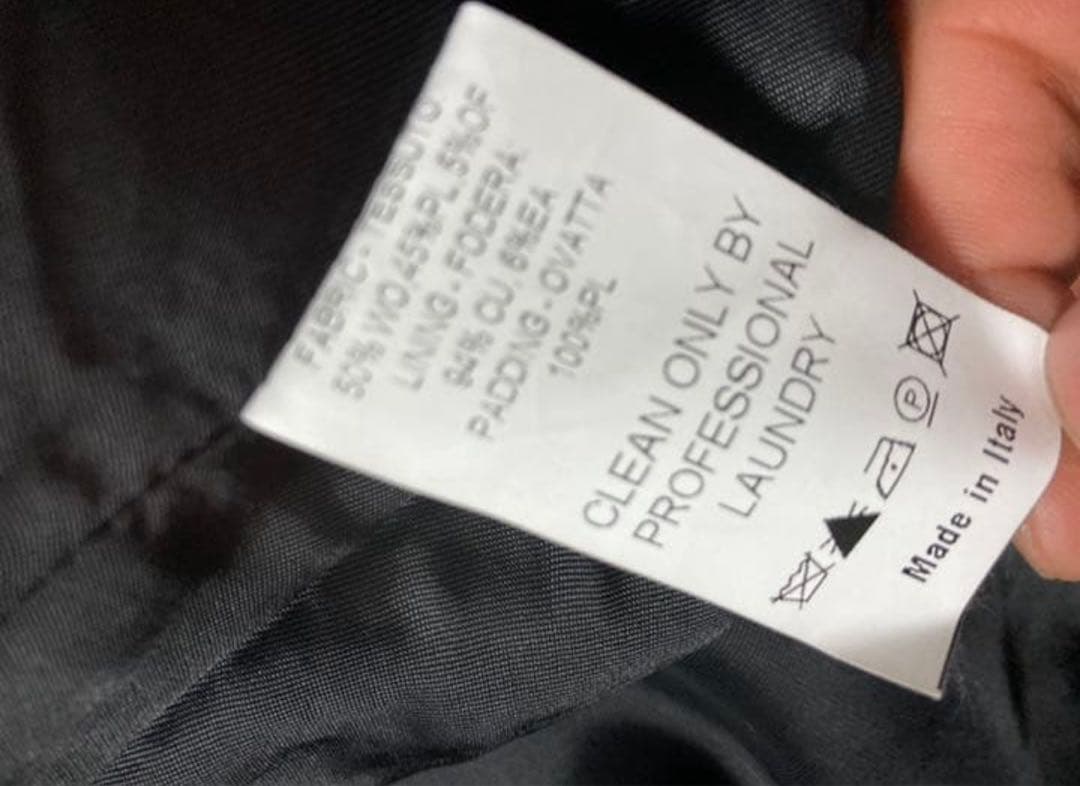 FABRIC - TESSUTO
50% WO,45%PL,5%OF
LINING - FODERA:
94% CU, 6%EA
PADDING - OVATTA
100%PL
CLEAN ONLY BY
PROFESSIONAL
LAUNDRY
P
Made in Italy